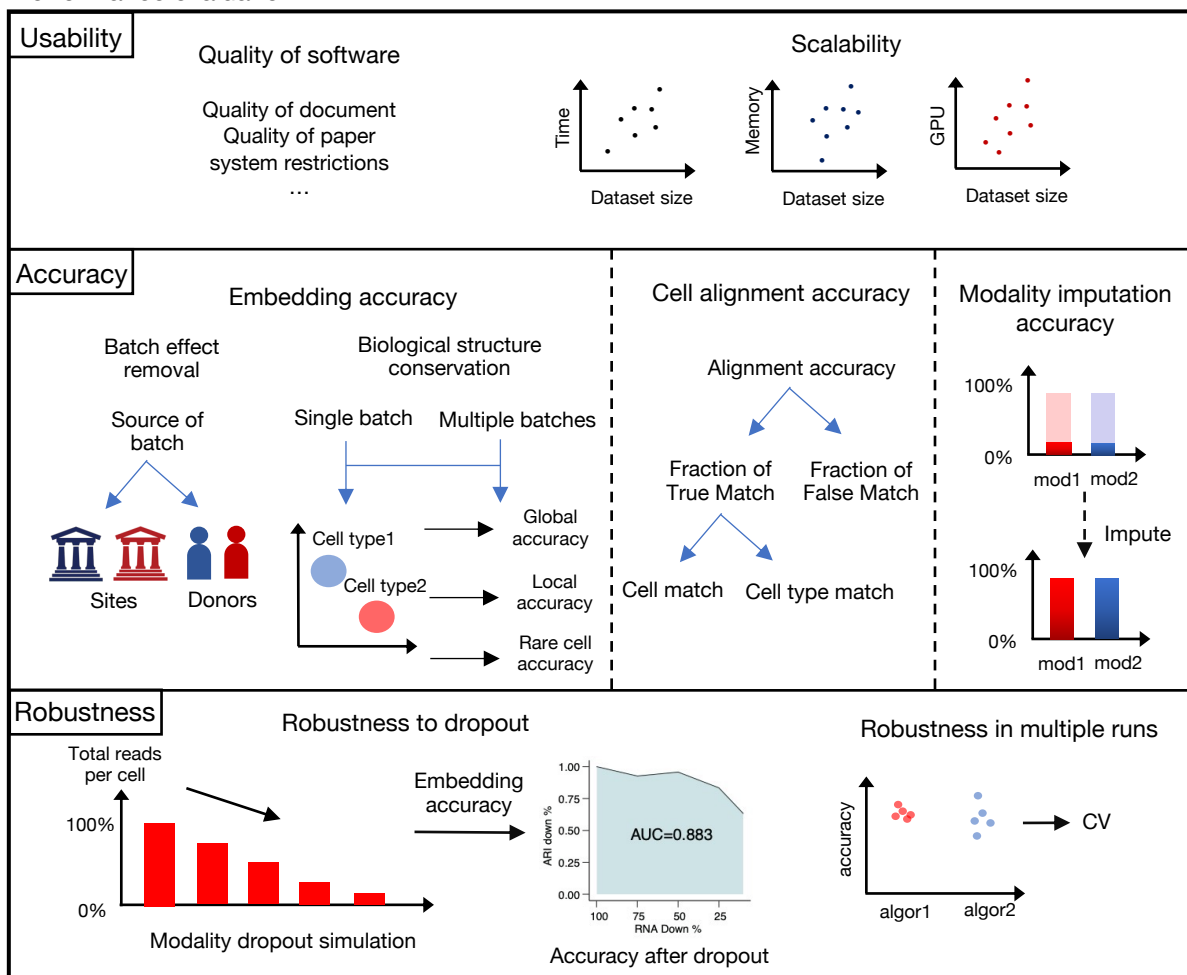 Usability
Quality of software
Quality of document
Quality of paper
system restrictions
...
Scalability
Time
Dataset size
Memory
Dataset size
GPU
Dataset size
Accuracy
Embedding accuracy
Batch effect
removal
Source of
batch
Sites
Donors
Biological structure
conservation
Single batch
Multiple batches
Cell type1
Cell type2
Global
accuracy
Local
accuracy
Rare cell
accuracy
Cell alignment accuracy
Alignment accuracy
Fraction of
True Match
Fraction of
False Match
Cell match
Cell type match
Modality imputation
accuracy
100%
0%
mod1
mod2
Impute
100%
0%
mod1
mod2
Robustness
Robustness to dropout
Total reads
per cell
100%
0%
Modality dropout simulation
Embedding
accuracy
ARI down %
1.00
0.75
0.50
0.25
0.00
AUC=0.883
100
75
50
25
RNA Down %
Accuracy after dropout
Robustness in multiple runs
accuracy
algor1
algor2
CV